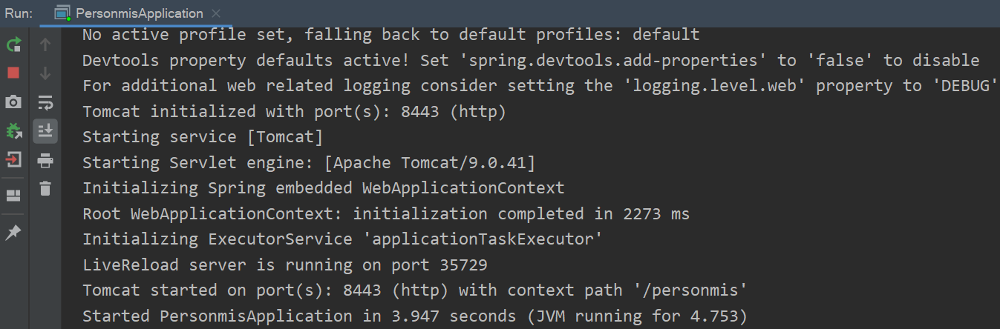 Run: PersonmisApplication
No active profile set, falling back to default profiles: default
Devtools property defaults active! Set 'spring.devtools.add-properties' to 'false' to disable
For additional web related logging consider setting the 'logging.level.web' property to 'DEBUG'
Tomcat initialized with port(s): 8443 (http)
Starting service [Tomcat]
Starting Servlet engine: [Apache Tomcat/9.0.41]
Initializing Spring embedded WebApplicationContext
Root WebApplicationContext: initialization completed in 2273 ms
Initializing ExecutorService 'applicationTaskExecutor'
LiveReload server is running on port 35729
Tomcat started on port(s): 8443 (http) with context path '/personmis'
Started PersonmisApplication in 3.947 seconds (JVM running for 4.753)